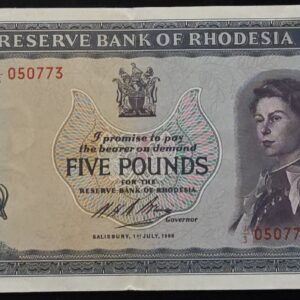 RESERVE BANK OF RHODESIA
050773
I promise to pay
the bearer on demand
FIVE POUNDS
FOR THE
RESERVE BANK OF RHODESIA
Governor
SALISBURY, 1ST JULY, 1966
05077